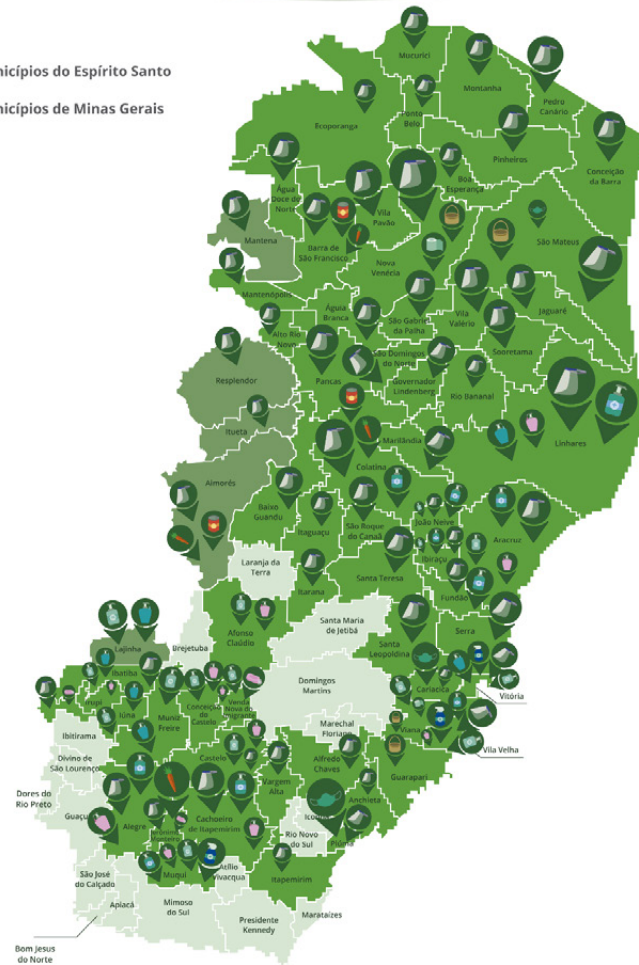 nicípios do Espírito Santo
nicípios de Minas Gerais
Mucurici
Montanha
Pedro
Canário
Ecoporanga
Ponto
Belo
Pinheiros
Conceição
da Barra
Água
Doce do
Norte
Boa
Esperança
Vila
Pavão
Mantena
Barra de
São Francisco
São Mateus
Nova
Venécia
Mantenópolis
Água
Branca
São Gabriel
da Palha
Vila
Valério
Jaguaré
Alto Rio
Novo
Sooretama
São Domingos
do Norte
Resplendor
Pancas
Governador
Lindenberg
Rio Bananal
Itueta
Marilândia
Linhares
Colatina
Aimorés
Baixo
Guandu
Itaguaçu
São Roque
do Canaã
João Neive
Aracruz
Ibiraçu
Laranja da
Terra
Santa Teresa
Itarana
Fundão
Santa Maria
de Jetibá
Afonso
Claúdio
Serra
Lajinha
Brejetuba
Santa
Leopoldina
Ibatiba
Domingos
Martins
Cariacica
Vitória
Irupi
Iúna
Muniz
Freire
Conceição
do
Castelo
Venda
Nova do
Imigrante
Ibitirama
Marechal
Floriano
Viana
Vila Velha
Divino de
São Lourenço
Castelo
Alfredo
Chaves
Guarapari
Vargem
Alta
Dores do
Rio Preto
Anchieta
Guaçu
Alegre
Cachoeiro
de Itapemirim
Rio Novo
do Sul
Piúma
São José
do Calçado
Muqui
Vivacqua
Itapemirim
Apiacá
Mimoso
do Sul
Presidente
Kennedy
Marataízes
Bom Jesus
do Norte